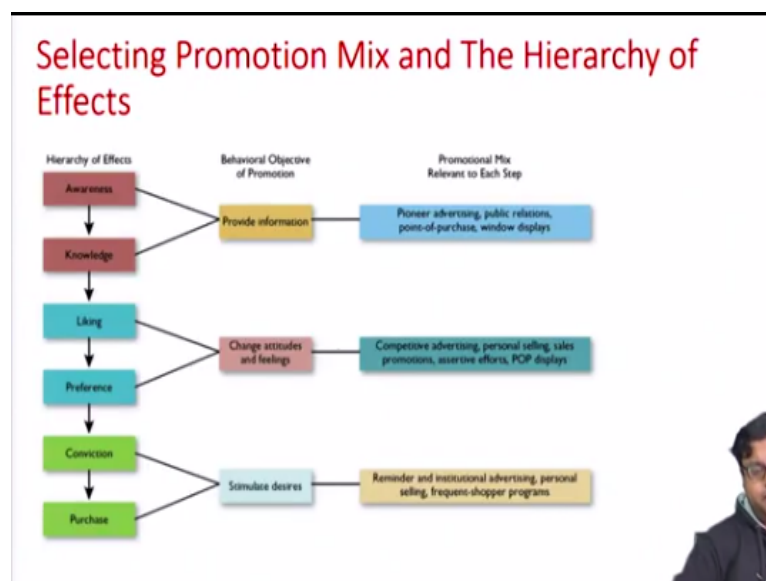 Selecting Promotion Mix and The Hierarchy of
Effects
Hierarchy of Effects
Behavioral Objective
of Promotion
Promotional Mix
Relevant to Each Step
Awareness
Provide information
Pioneer advertising, public relations,
point-of-purchase, window displays
Knowledge
Liking
Change attitudes
and feelings
Competitive advertising, personal selling, sales
promotions, assertive efforts, POP displays
Preference
Conviction
Stimulate desires
Reminder and institutional advertising, personal
selling, frequent-shopper programs
Purchase